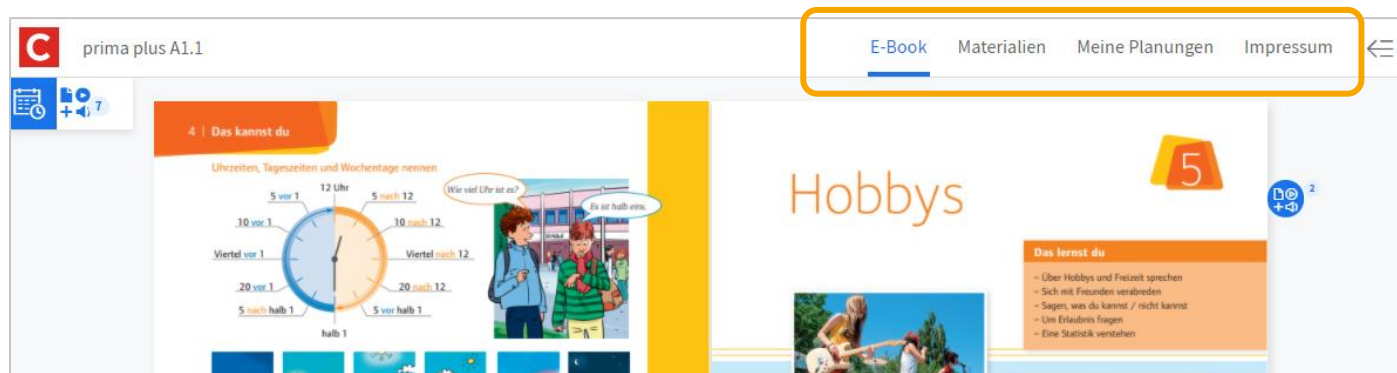 C prima plus A1.1
E-Book Materialien Meine Planungen Impressum
7
4 | Das kannst du
Uhrzeiten, Tageszeiten und Wochentage nennen
12 Uhr
5 vor 1
5 nach 12
10 vor 1
10 nach 12
Viertel vor 1
Viertel nach 12
20 vor 1
20 nach 12
5 nach halb 1
5 vor halb 1
halb 1
Wie viel Uhr ist es?
Es ist halb eins.
Hobbys
5
2
Das lernst du
– Über Hobbys und Freizeit sprechen
– Sich mit Freunden verabreden
– Sagen, was du kannst / nicht kannst
– Um Erlaubnis fragen
– Eine Statistik verstehen